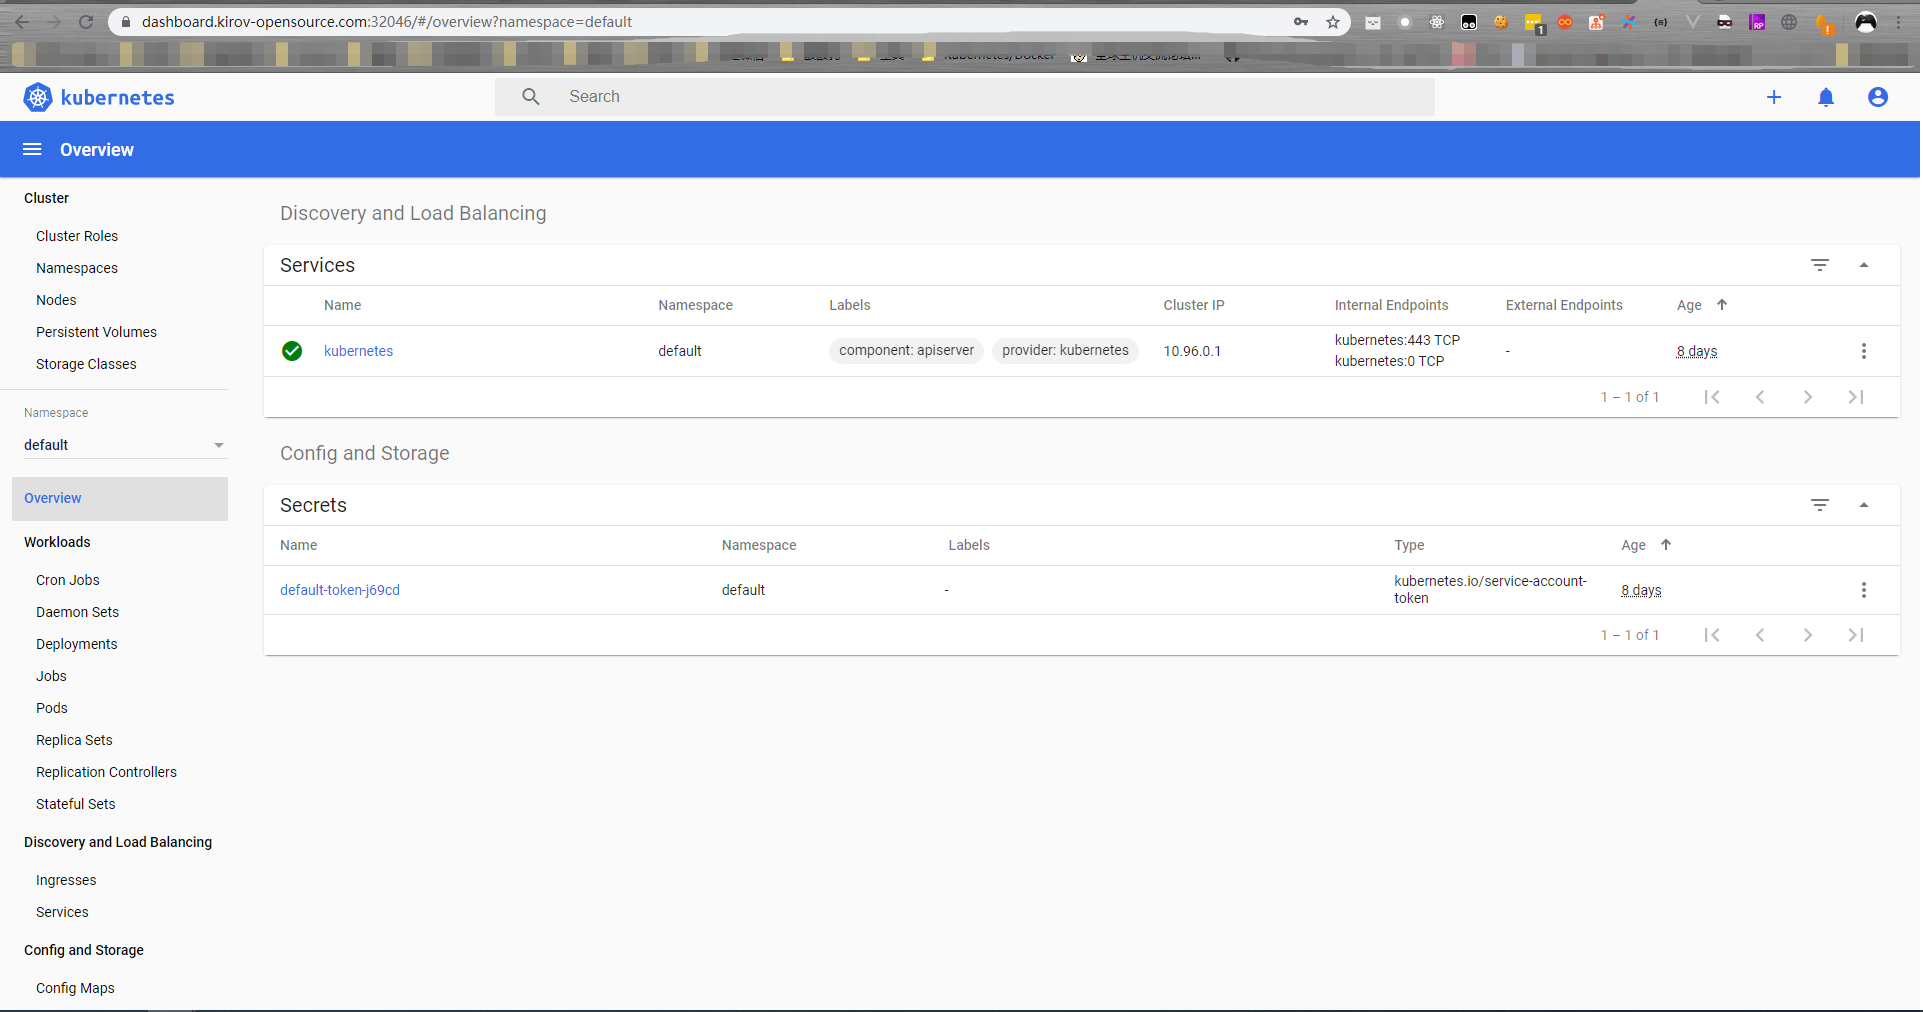 dashboard.kirov-opensource.com:32046/#/overview?namespace=default
1
kubernetes
Search
Overview
Cluster
Cluster Roles
Namespaces
Nodes
Persistent Volumes
Storage Classes
Namespace
default
Overview
Workloads
Cron Jobs
Daemon Sets
Deployments
Jobs
Pods
Replica Sets
Replication Controllers
Stateful Sets
Discovery and Load Balancing
Ingresses
Services
Config and Storage
Config Maps
Discovery and Load Balancing
Services
Name Namespace Labels Cluster IP Internal Endpoints External Endpoints Age
kubernetes default component: apiserver provider: kubernetes 10.96.0.1 kubernetes:443 TCP - 8 days
kubernetes:0 TCP
1 – 1 of 1
Config and Storage
Secrets
Name Namespace Labels Type Age
default-token-j69cd default - kubernetes.io/service-account- 8 days
token
1 – 1 of 1